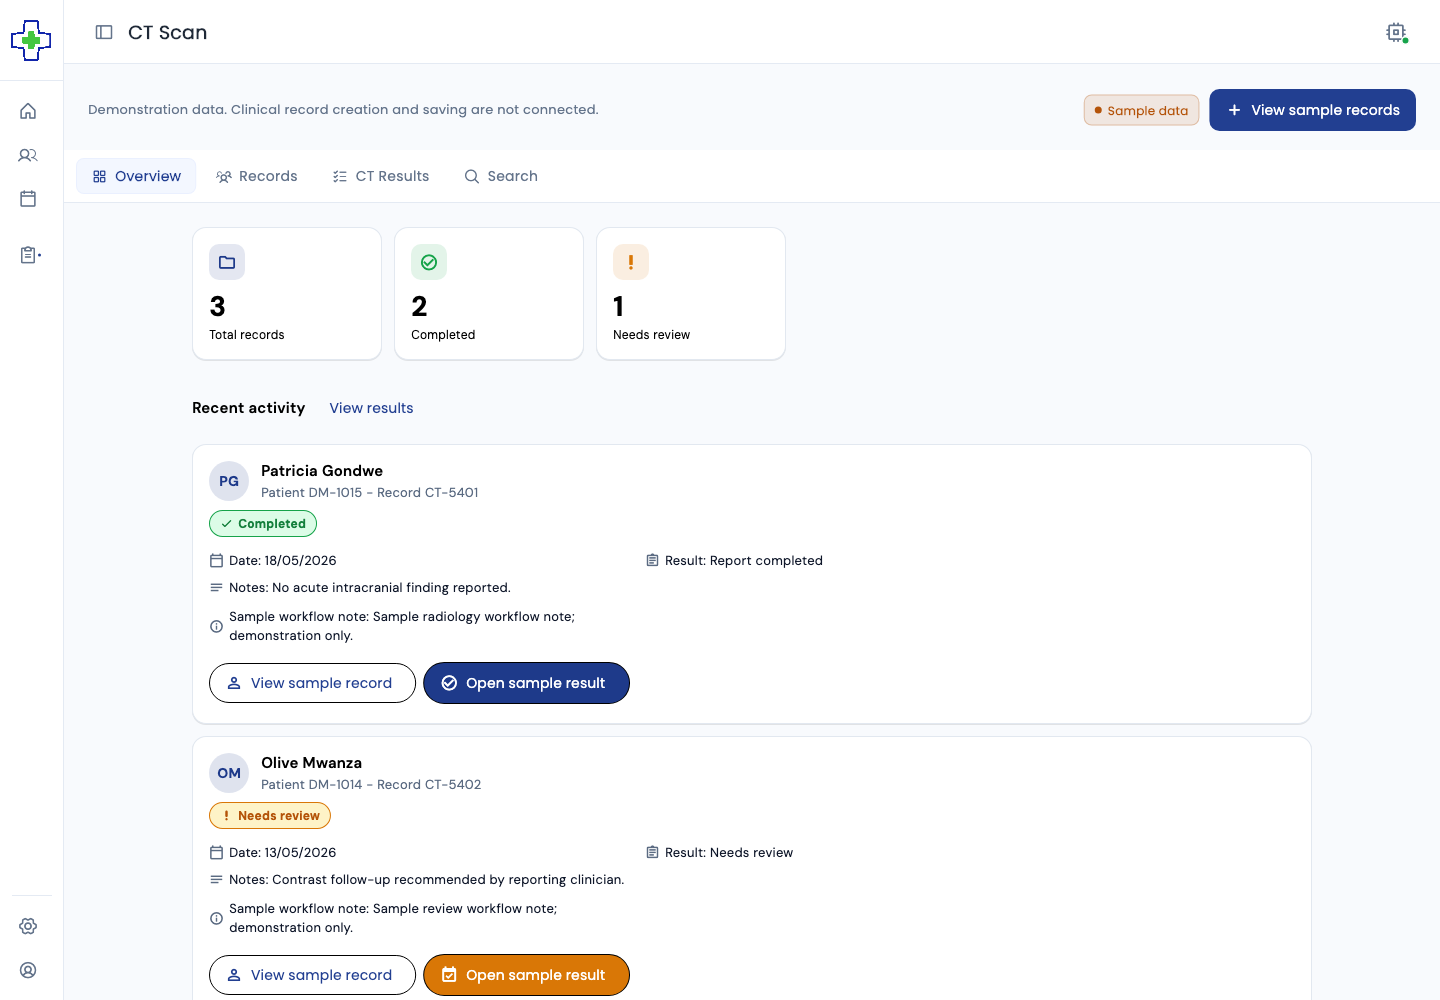 CT Scan
Demonstration data. Clinical record creation and saving are not connected.
Sample data
View sample records
Overview
Records
CT Results
Search
3
Total records
2
Completed
1
Needs review
Recent activity
View results
PG
Patricia Gondwe
Patient DM-1015 - Record CT-5401
Completed
Date: 18/05/2026
Result: Report completed
Notes: No acute intracranial finding reported.
Sample workflow note: Sample radiology workflow note;
demonstration only.
View sample record
Open sample result
OM
Olive Mwanza
Patient DM-1014 - Record CT-5402
Needs review
Date: 13/05/2026
Result: Needs review
Notes: Contrast follow-up recommended by reporting clinician.
Sample workflow note: Sample review workflow note;
demonstration only.
View sample record
Open sample result